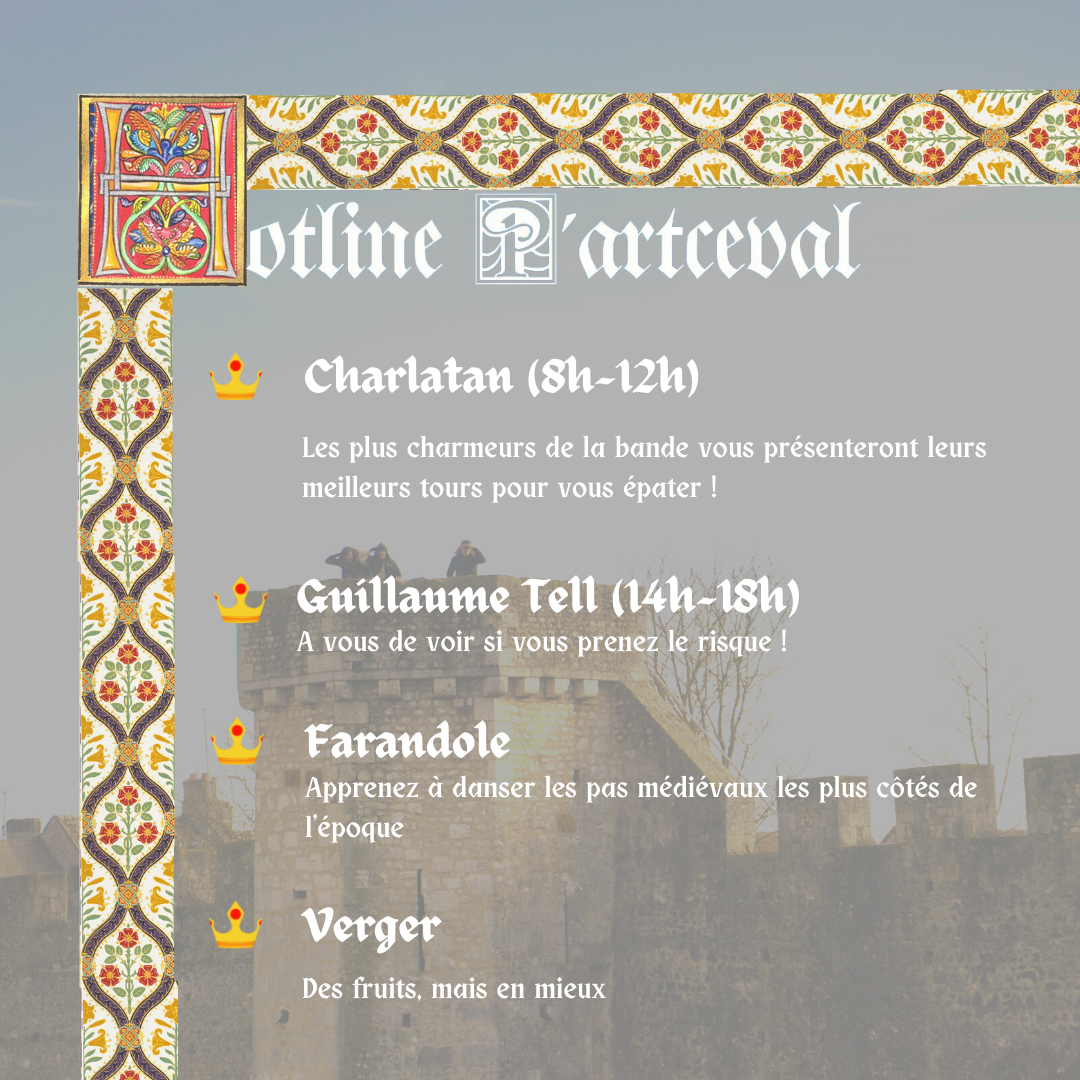 Hotline P'artceval
Charlatan (8h-12h)
Les plus charmeurs de la bande vous présenteront leurs
meilleurs tours pour vous épater !
Guillaume Tell (14h-18h)
A vous de voir si vous prenez le risque !
Farandole
Apprenez à danser les pas médiévaux les plus côtés de
l'époque
Verger
Des fruits, mais en mieux